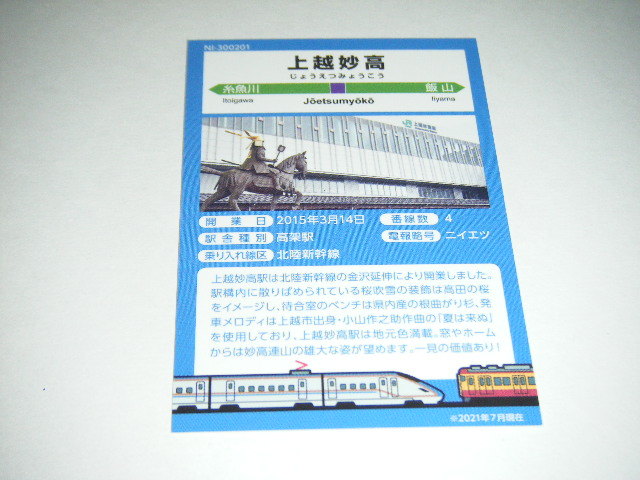 NI-300201
上越妙高
じょうえつみょうこう
糸魚川 飯山
Itoigawa Jōetsumyōkō Iiyama
上越妙高駅
開業日 2015年3月14日 番線数 4
駅舎種別 高架駅 電報略号 ニイエツ
乗り入れ線区 北陸新幹線
上越妙高駅は北陸新幹線の金沢延伸により開業しました。
駅構内に散りばめられている桜吹雪の装飾は高田の桜
をイメージし、待合室のベンチは県内産の根曲がり杉、発
車メロディは上越市出身・小山作之助作曲の「夏は来ぬ」
を使用しており、上越妙高駅は地元色満載。窓やホーム
からは妙高連山の雄大な姿が望めます。一見の価値あり!
※2021年7月現在